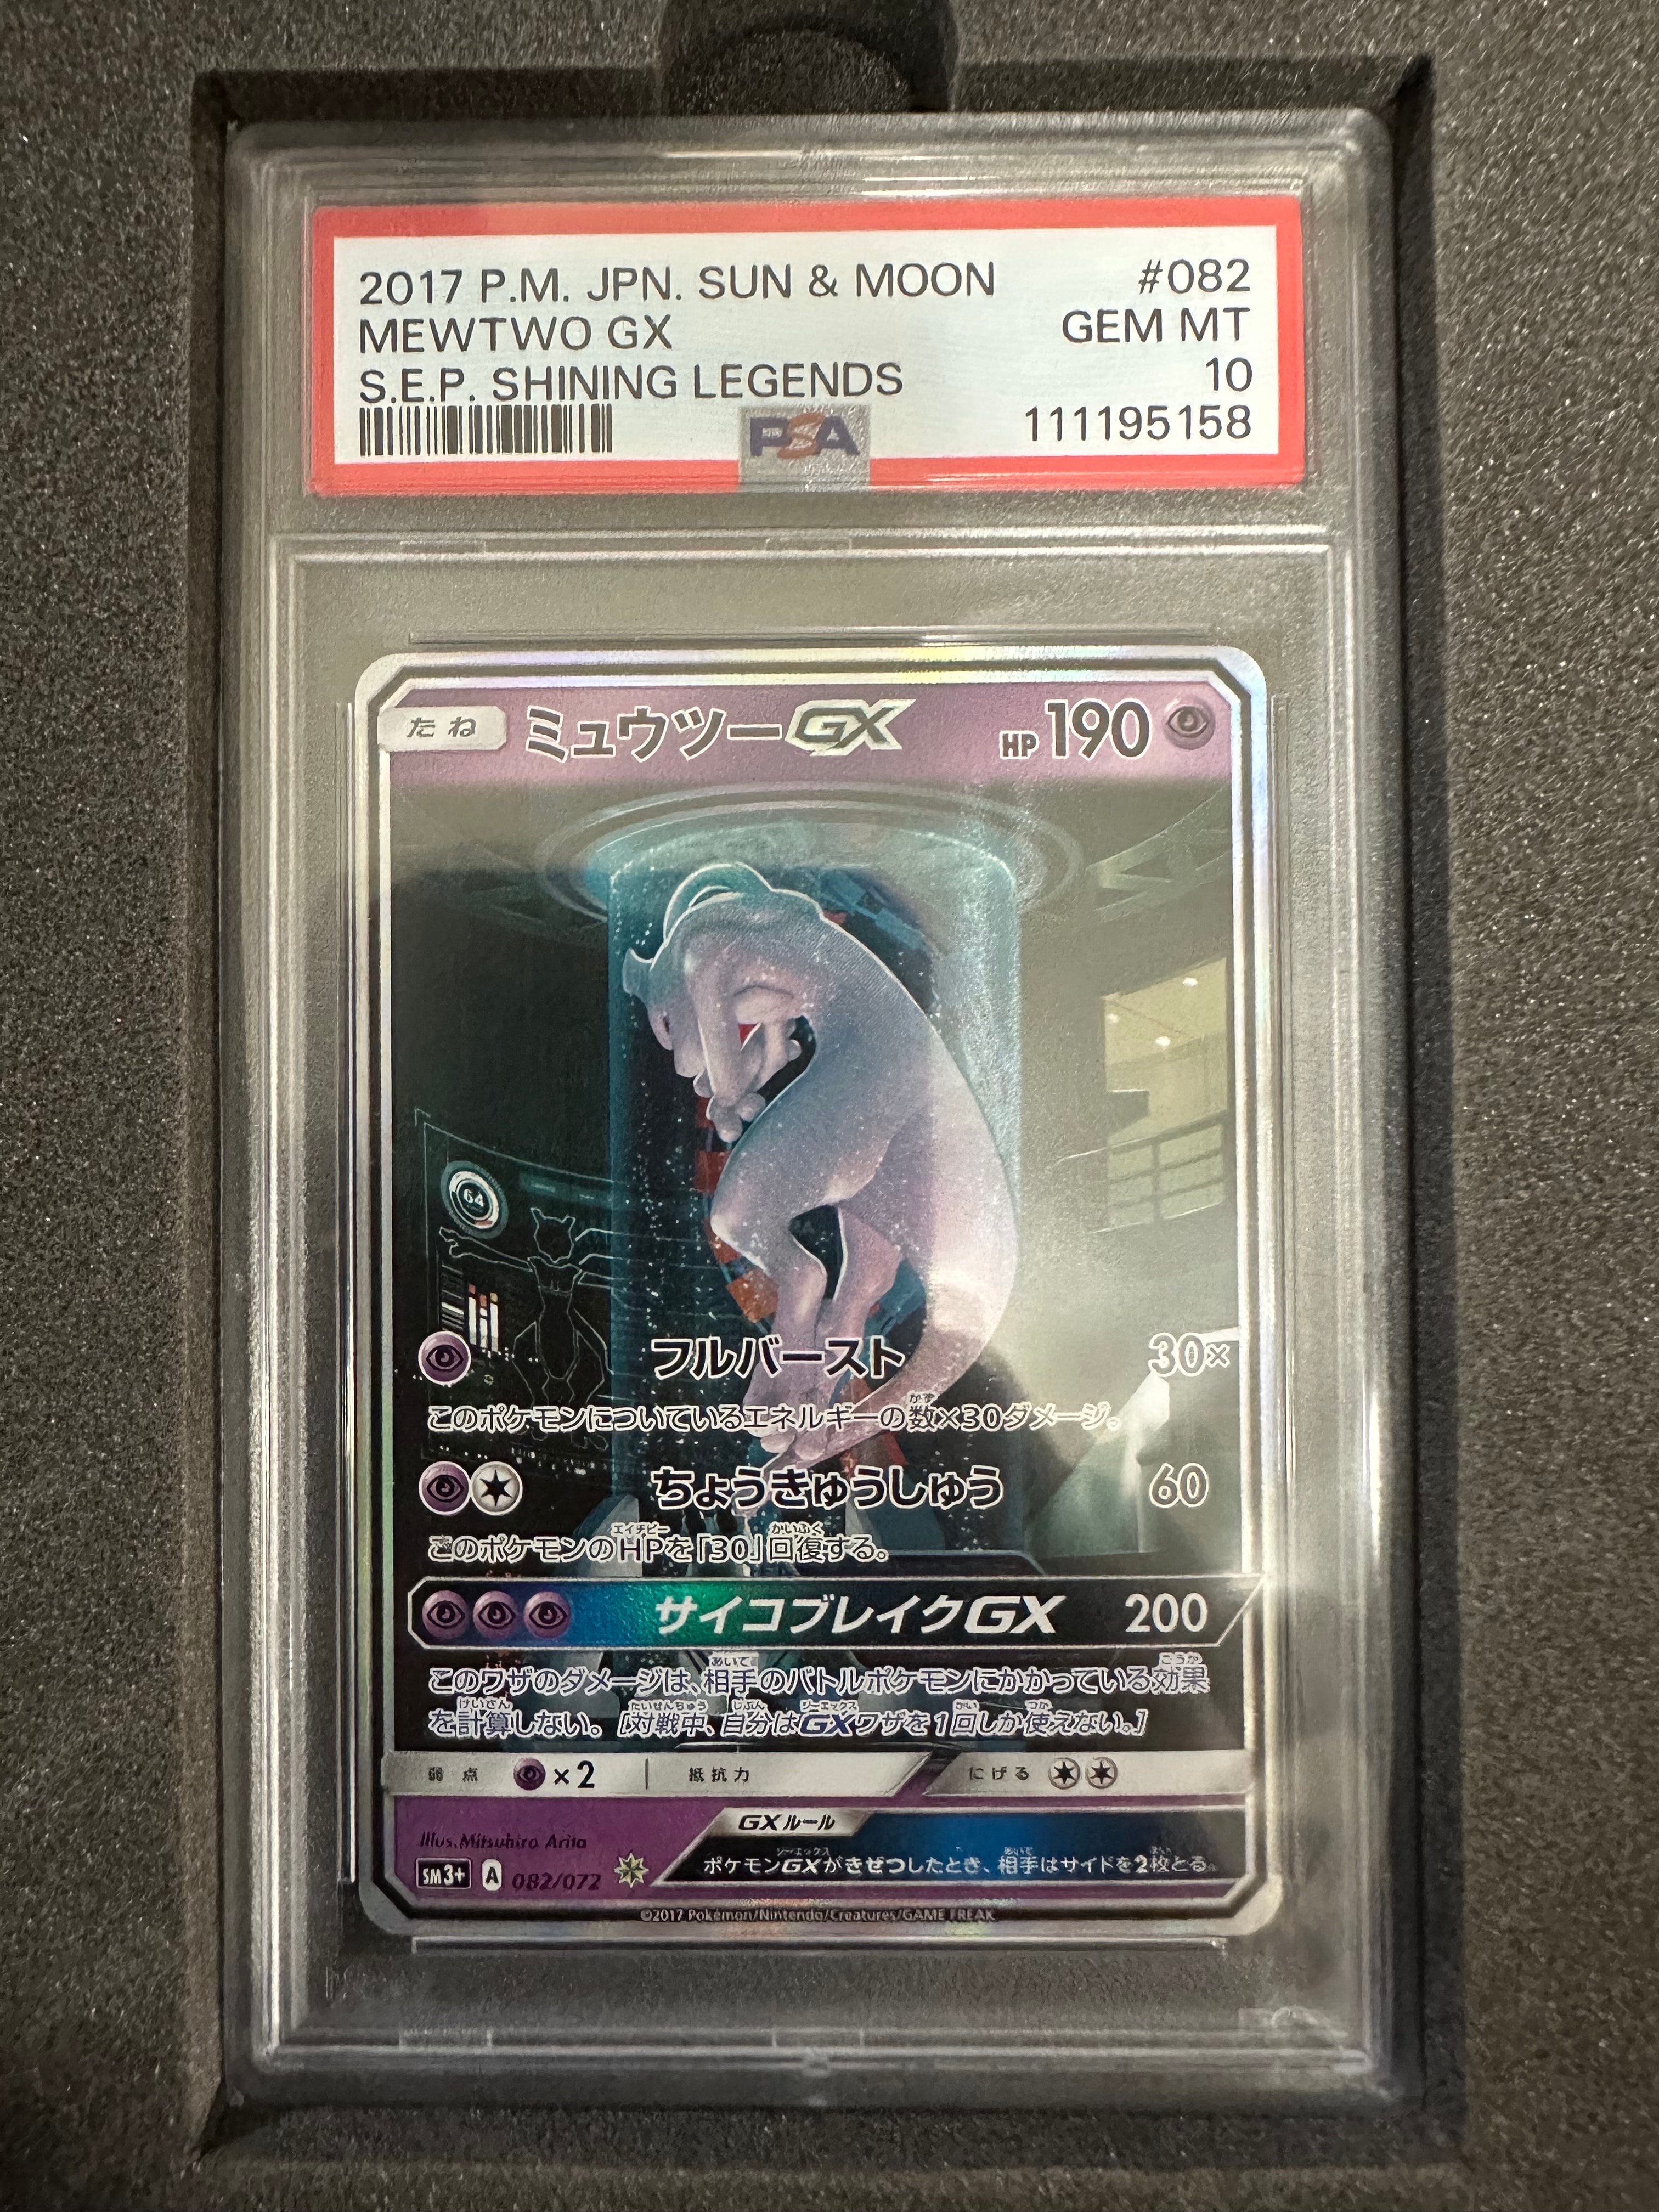 2017 P.M. JPN. SUN & MOON #082
MEWTWO GX GEM MT
S.E.P. SHINING LEGENDS 10
PSA 111195158
たね ミュウツーGX HP190
64
フルバースト 30×
このポケモンについているエネルギーの数×30ダメージ。
ちょうきゅうしゅう 60
このポケモンのHPを「30」回復する。
サイコブレイクGX 200
このワザのダメージは、相手のバトルポケモンにかかっている効果
を計算しない。[対戦中、自分はGXワザを1回しか使えない。]
弱点 ×2 抵抗力 にげる
GXルール
Illus.Mitsuhiro Arita
ポケモンGXがきぜつしたとき、相手はサイドを2枚とる。
SM3+ A 082/072
©2017 Pokémon/Nintendo/Creatures/GAME FREAK